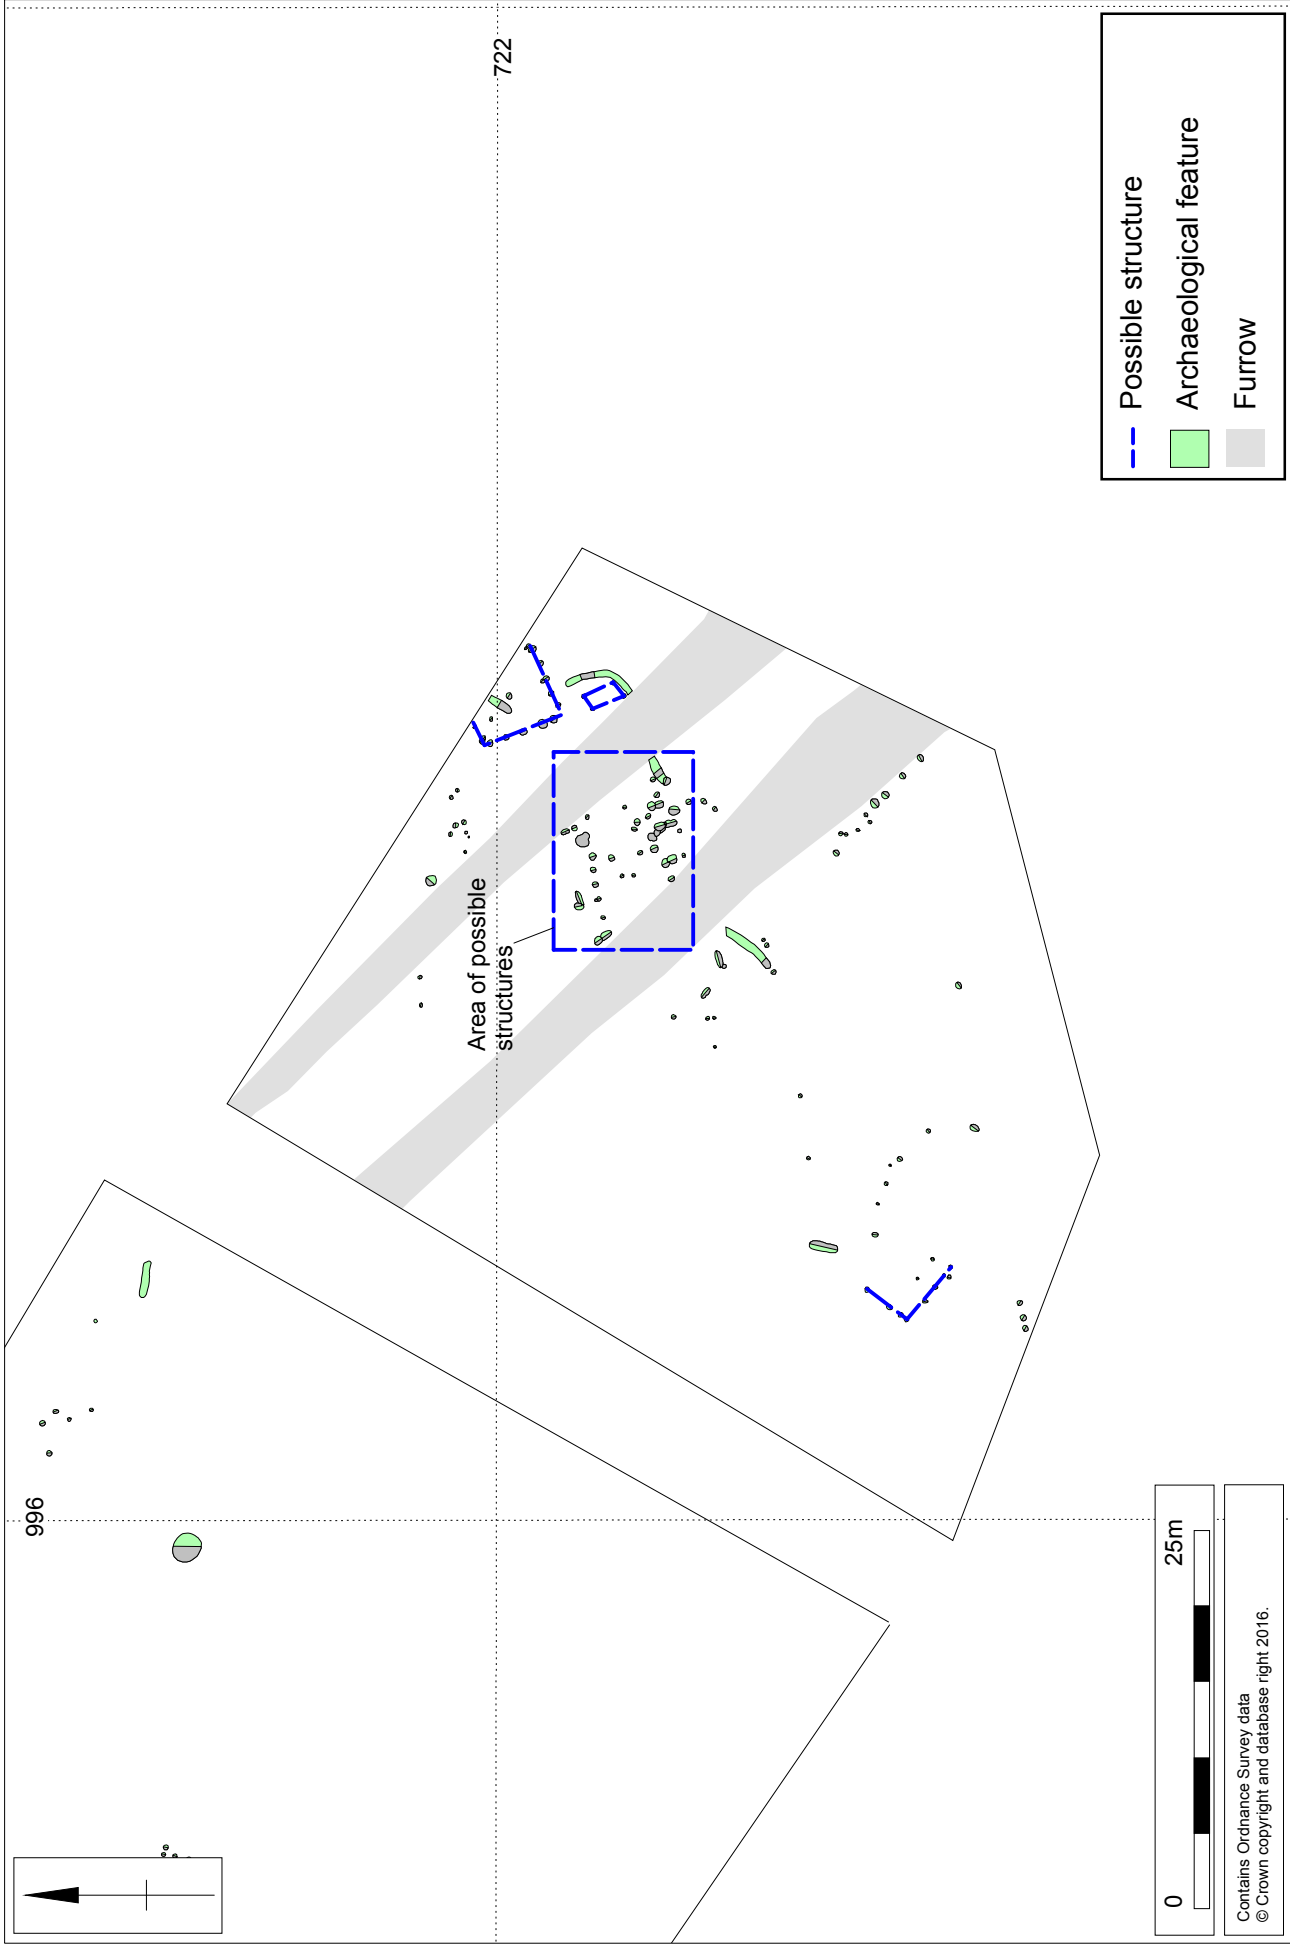 996
722
Area of possible
structures
Possible structure
Archaeological feature
Furrow
0
25m
Contains Ordnance Survey data
© Crown copyright and database right 2016.